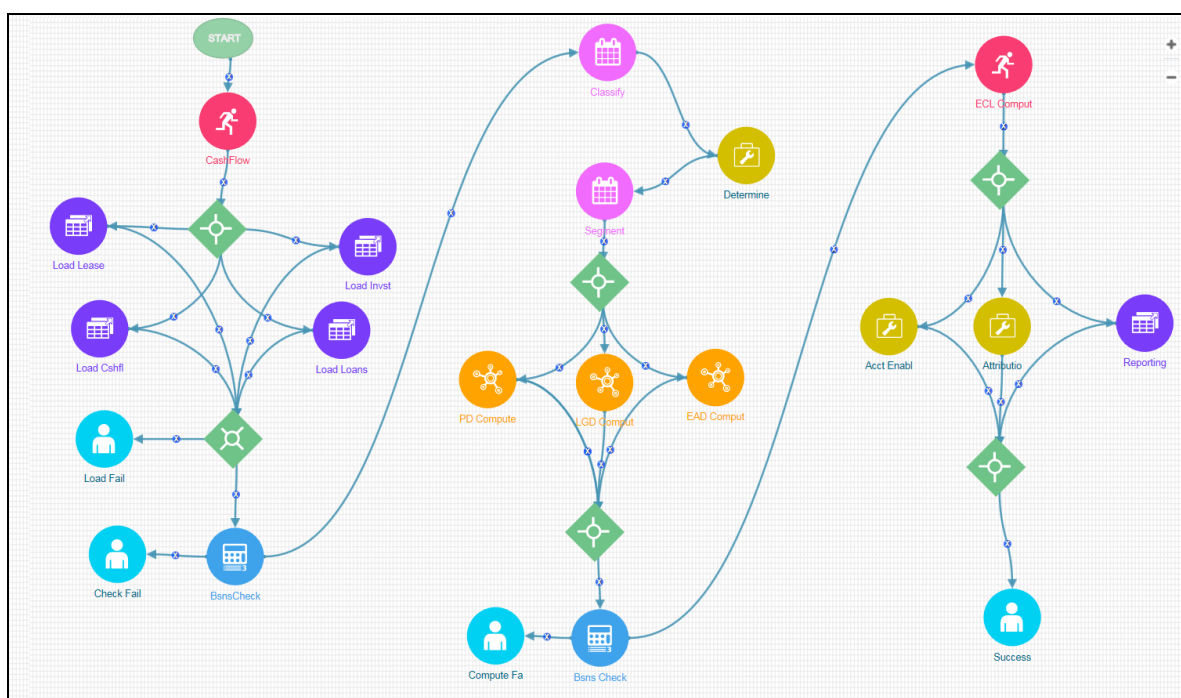 START
CashFlow
Load Lease
Load Invst
Load Cshfl
Load Loans
Load Fail
Check Fail
BsnsCheck
Classify
Determine
Segment
PD Compute
LGD Comput
EAD Comput
Compute Fa
Bsns Check
ECL Comput
Acct Enabl
Attributio
Reporting
Success